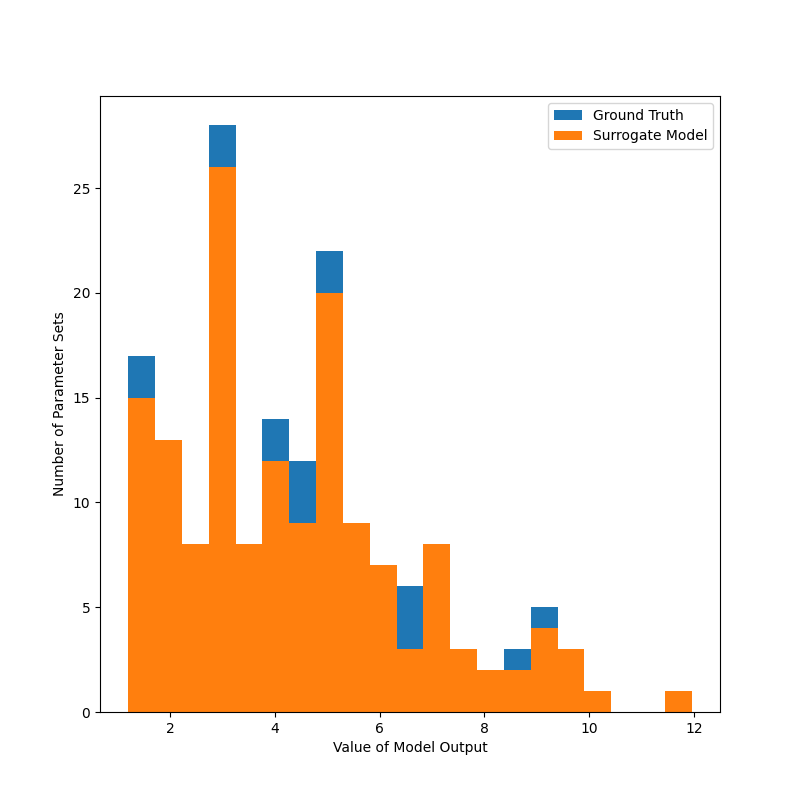 Ground Truth
Surrogate Model
25
20
15
10
5
0
Number of Parameter Sets
2 4 6 8 10 12
Value of Model Output